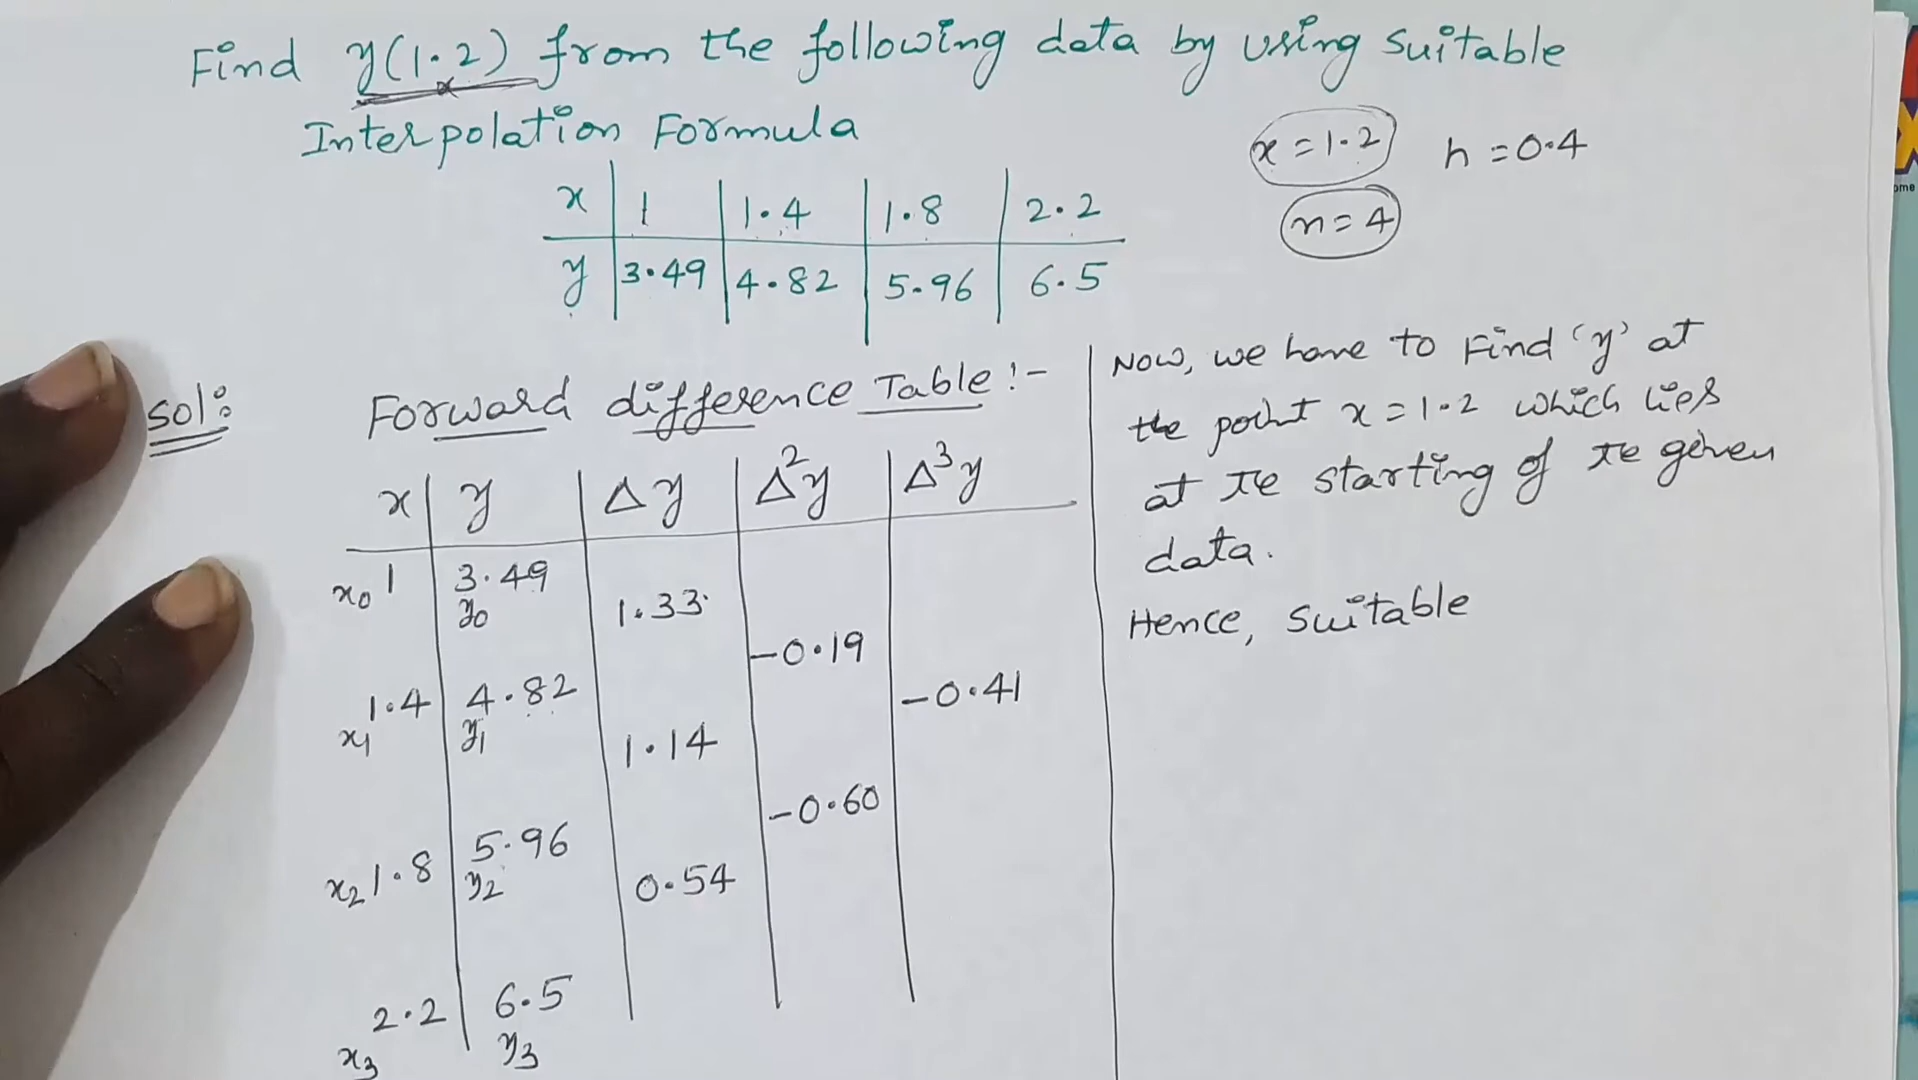 Find y(1.2) from the following data by using suitable
Interpolation Formula
x = 1.2 h = 0.4
n = 4
x 1 1.4 1.8 2.2
y 3.49 4.82 5.96 6.5
Sol:
Forward difference Table :-
x y Δy Δ²y Δ³y
x₀ 1 3.49 y₀
1.33
-0.19
x₁ 1.4 4.82 y₁
-0.41
1.14
-0.60
x₂ 1.8 5.96 y₂
0.54
x₃ 2.2 6.5 y₃
Now, we have to Find 'y' at
the point x = 1.2 which lies
at the starting of the given
data.
Hence, suitable
ome